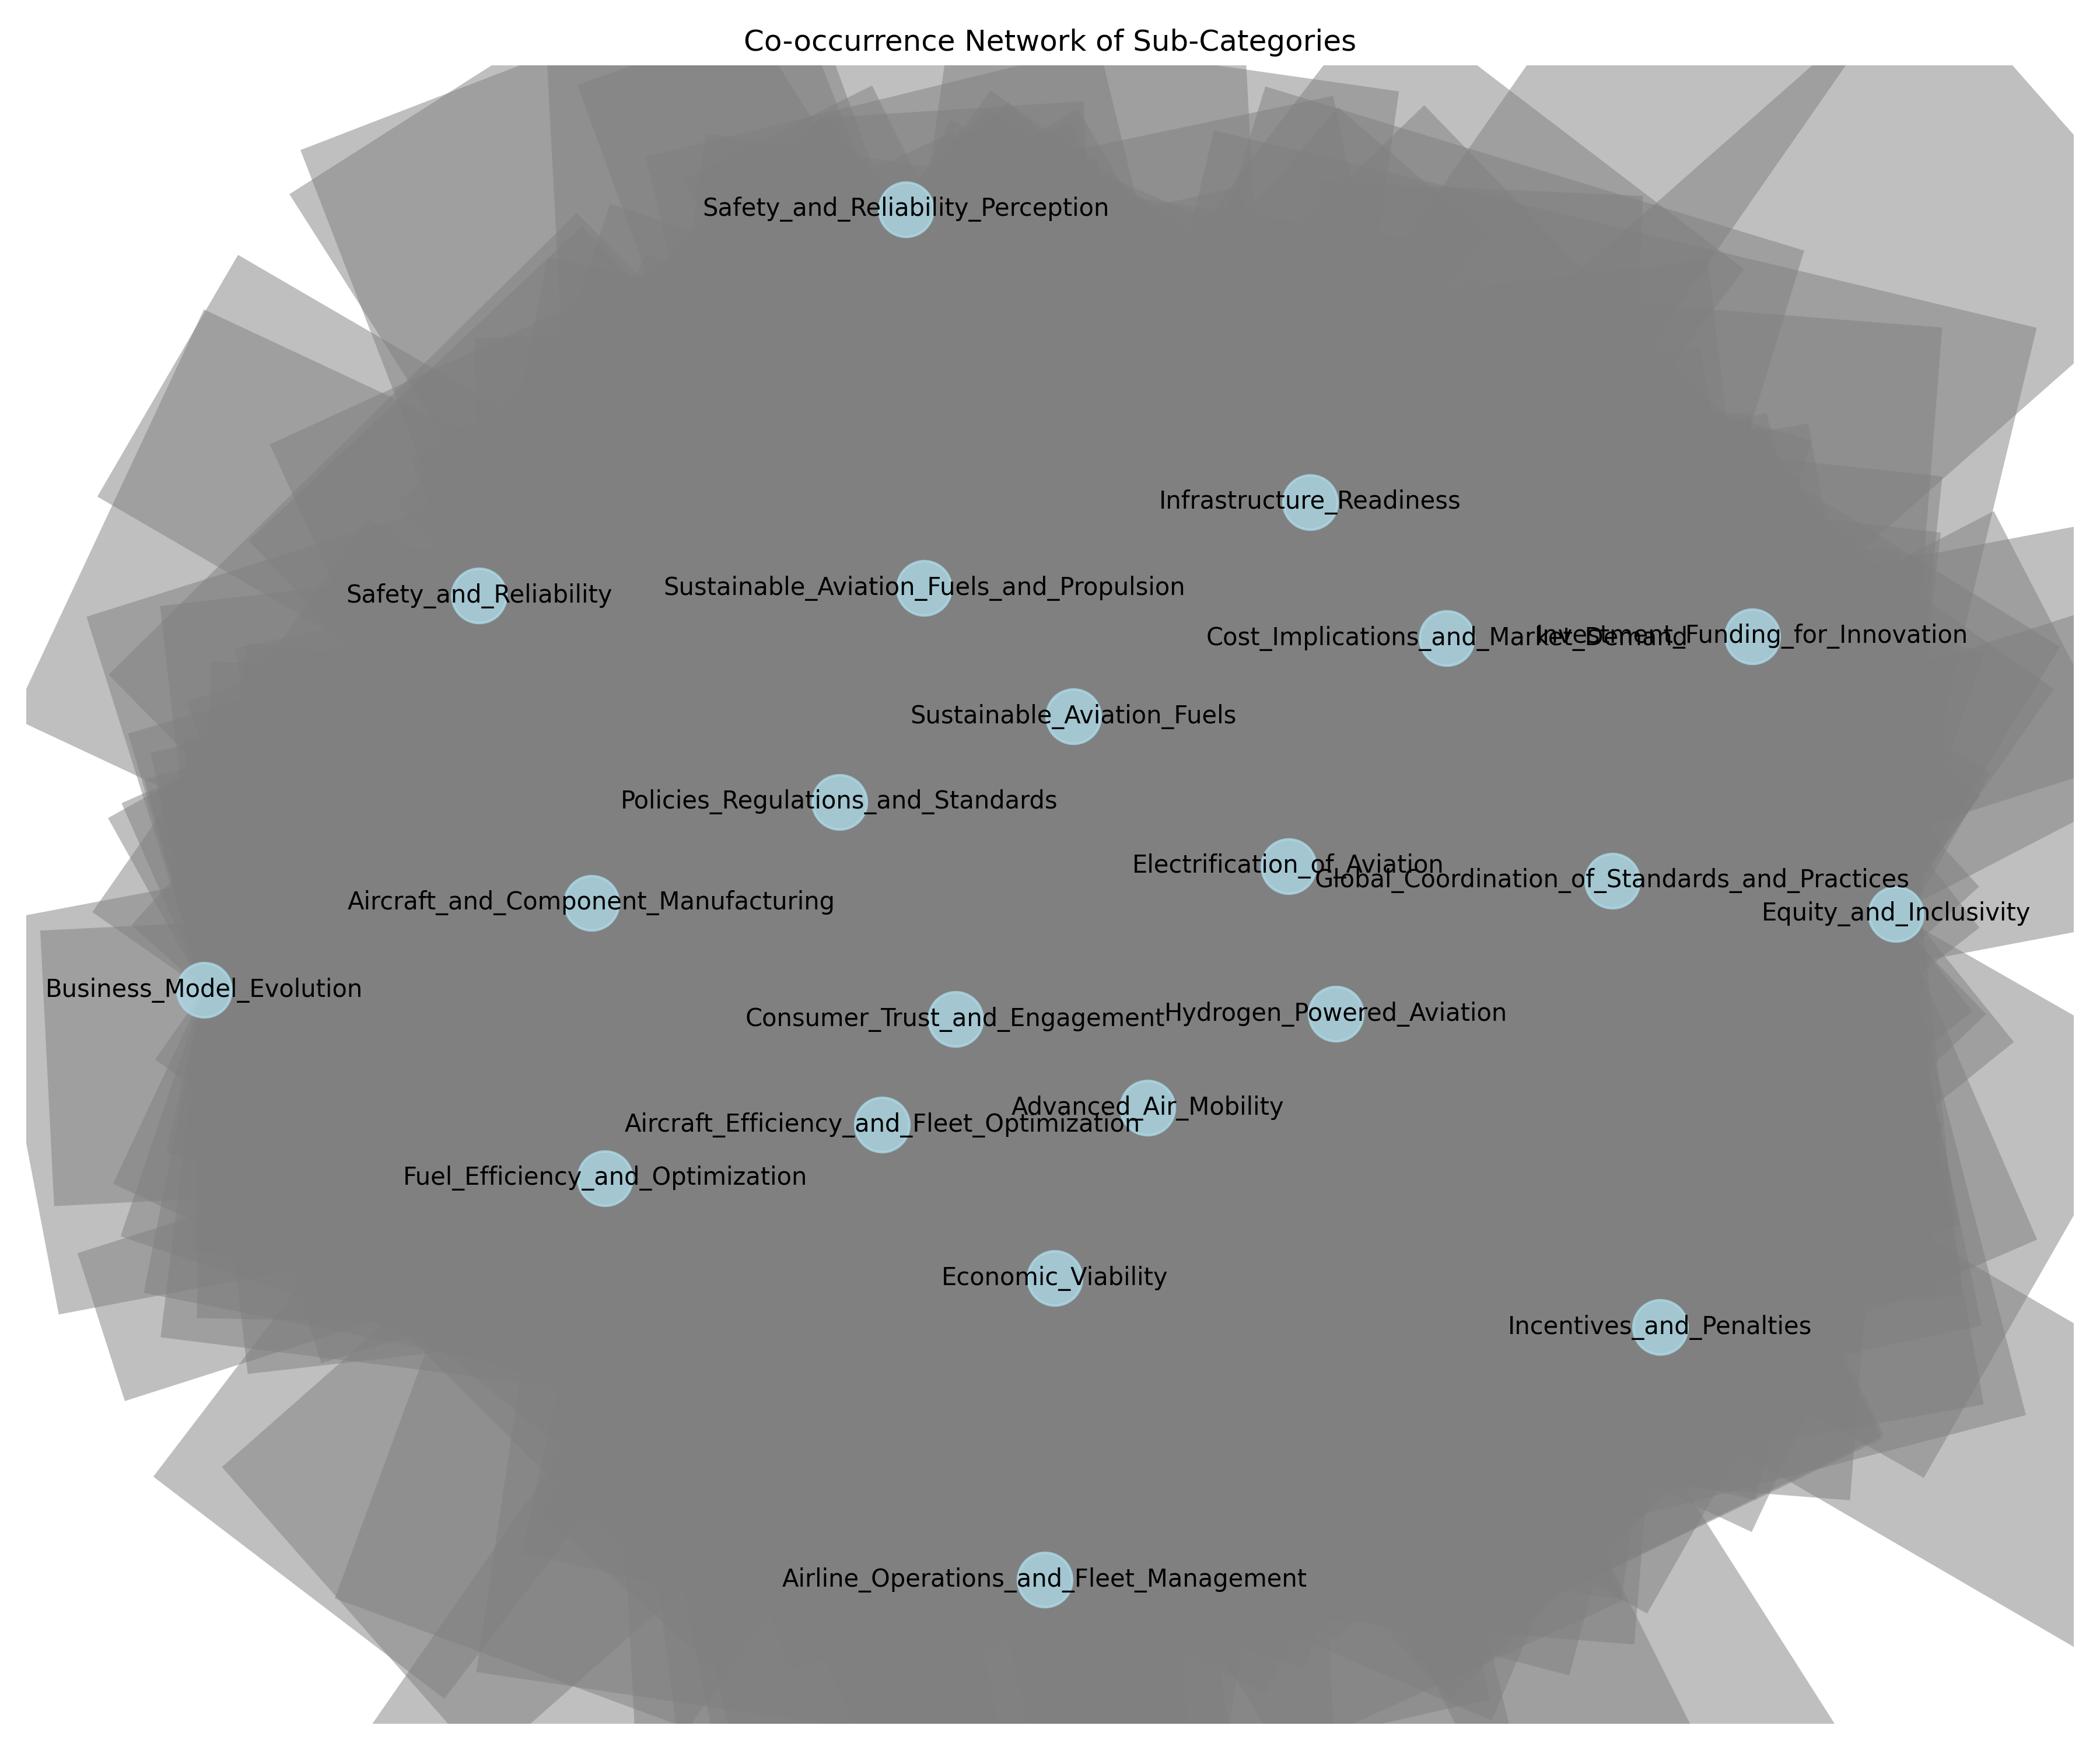 Co-occurrence Network of Sub-Categories
Safety_and_Reliability_Perception
Infrastructure_Readiness
Sustainable_Aviation_Fuels_and_Propulsion
Safety_and_Reliability
Cost_Implications_and_Market_Demand
Investment_Funding_for_Innovation
Sustainable_Aviation_Fuels
Policies_Regulations_and_Standards
Electrification_of_Aviation
Global_Coordination_of_Standards_and_Practices
Aircraft_and_Component_Manufacturing
Equity_and_Inclusivity
Business_Model_Evolution
Hydrogen_Powered_Aviation
Consumer_Trust_and_Engagement
Advanced_Air_Mobility
Aircraft_Efficiency_and_Fleet_Optimization
Fuel_Efficiency_and_Optimization
Economic_Viability
Incentives_and_Penalties
Airline_Operations_and_Fleet_Management